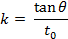 k = tan θ / t₀